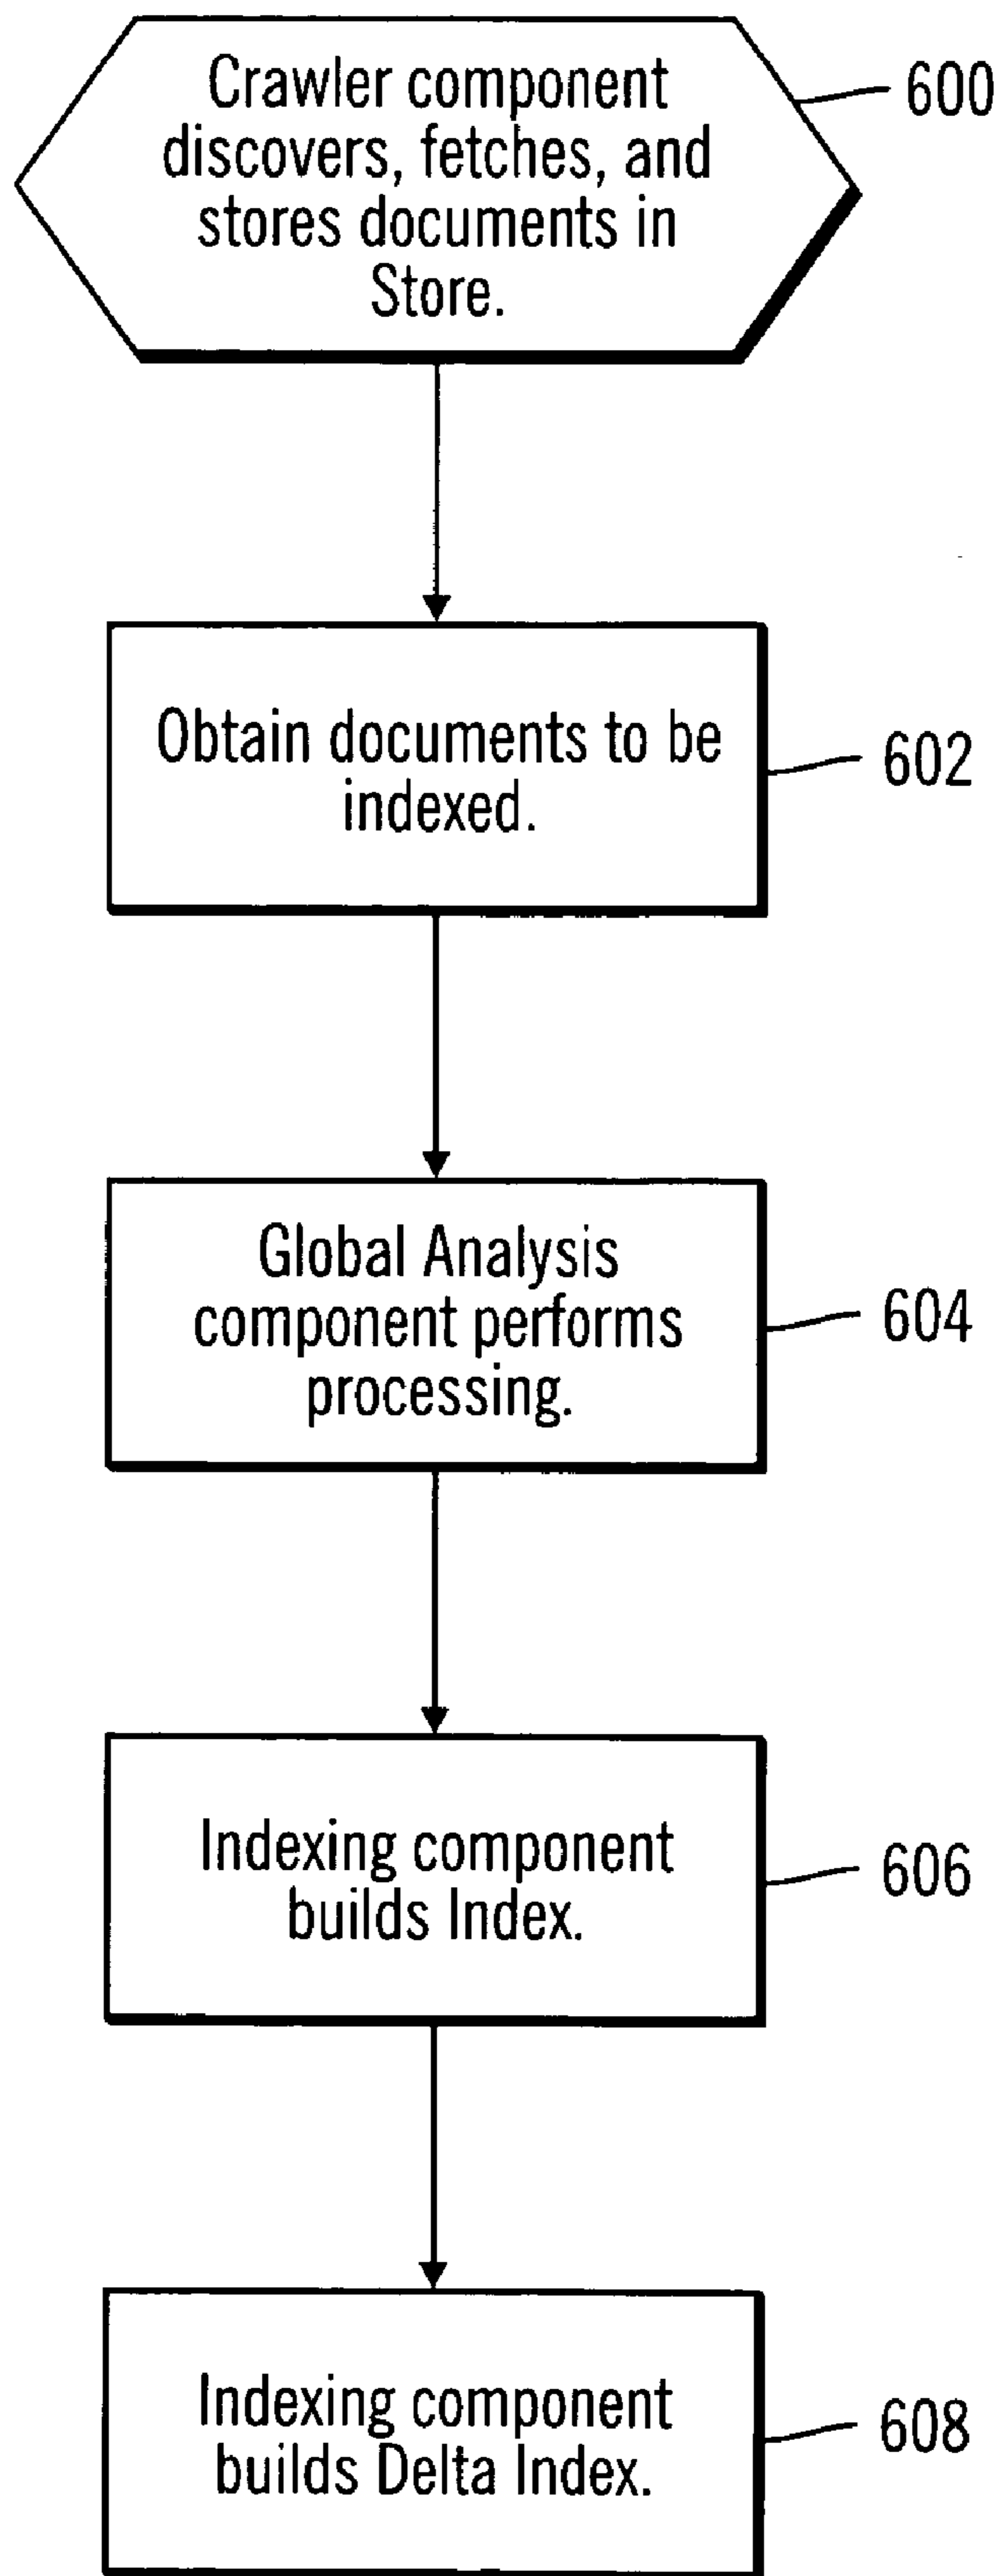 Crawler component
discovers, fetches, and
stores documents in
Store.
600
Obtain documents to be
indexed.
602
Global Analysis
component performs
processing.
604
Indexing component
builds Index.
606
Indexing component
builds Delta Index.
608